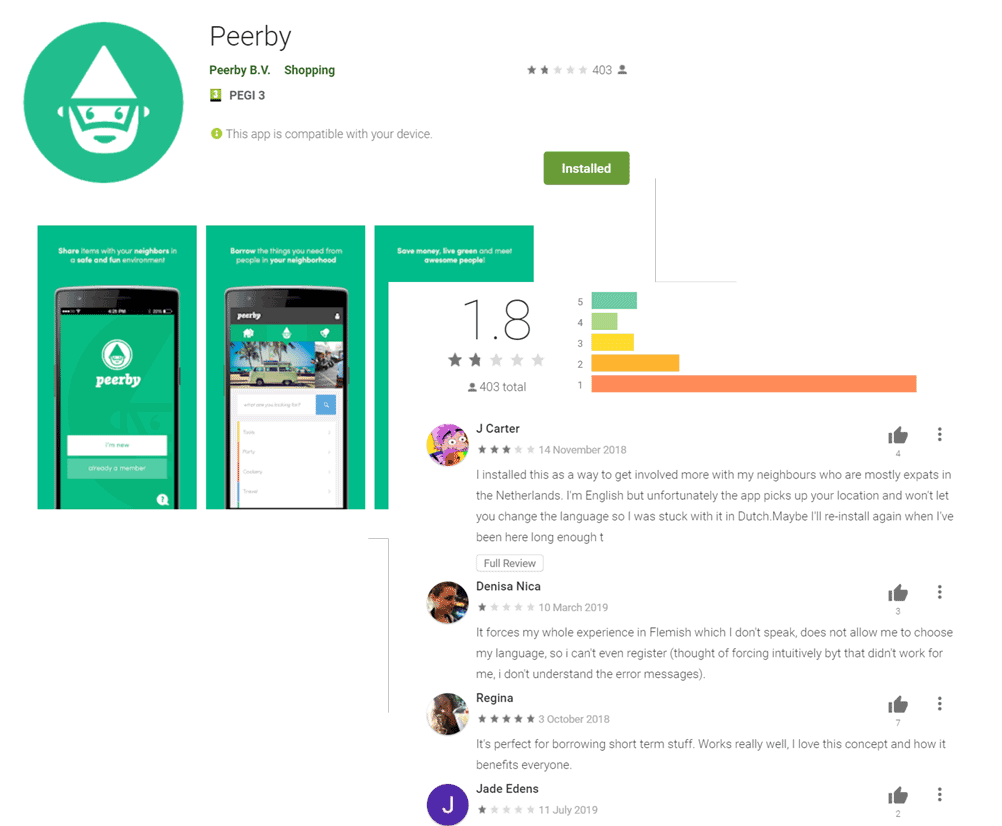 Peerby
Peerby B.V. Shopping
403
3 PEGI 3
This app is compatible with your device.
Installed
Share items with your neighbors in
a safe and fun environment
4:25 PM
peerby
I'm new
already a member
Borrow the things you need from
people in your neighborhood
peerby
what are you looking for?
Tools
Party
Cookery
Travel
Save money, live green and meet
awesome people!
1.8
403 total
5
4
3
2
1
J Carter
14 November 2018
4
I installed this as a way to get involved more with my neighbours who are mostly expats in
the Netherlands. I'm English but unfortunately the app picks up your location and won't let
you change the language so I was stuck with it in Dutch.Maybe I'll re-install again when I've
been here long enough t
Full Review
Denisa Nica
10 March 2019
3
It forces my whole experience in Flemish which I don't speak, does not allow me to choose
my language, so i can't even register (thought of forcing intuitively byt that didn't work for
me, i don't understand the error messages).
Regina
3 October 2018
7
It's perfect for borrowing short term stuff. Works really well, I love this concept and how it
benefits everyone.
J
Jade Edens
11 July 2019
2